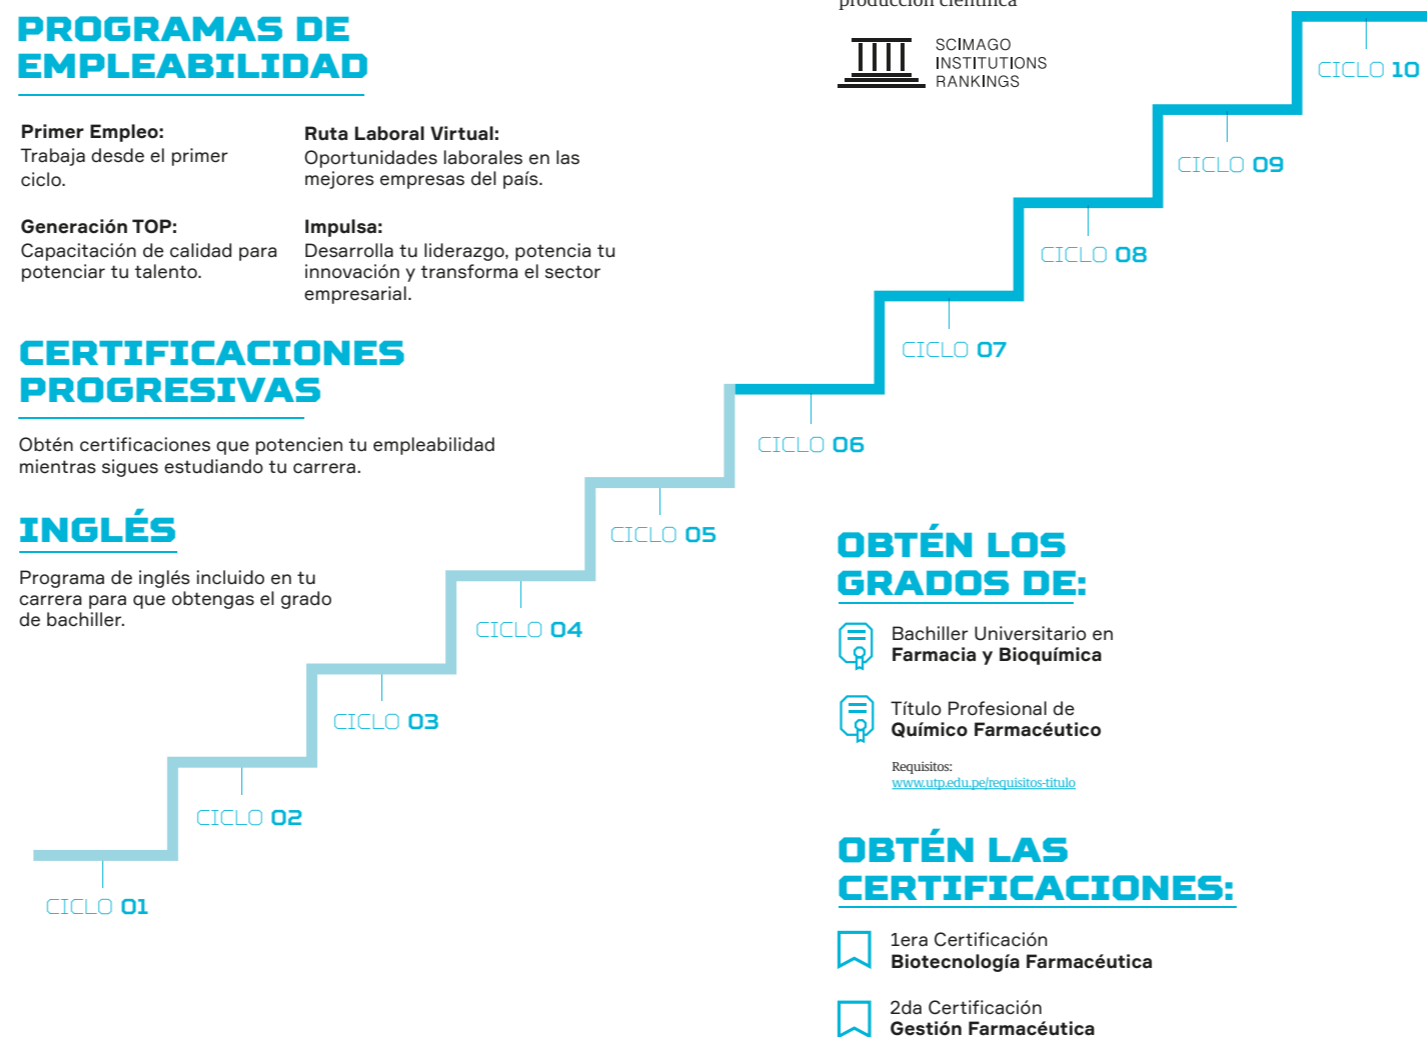 PROGRAMAS DE
EMPLEABILIDAD
Primer Empleo:
Trabaja desde el primer
ciclo.
Ruta Laboral Virtual:
Oportunidades laborales en las
mejores empresas del país.
Generación TOP:
Capacitación de calidad para
potenciar tu talento.
Impulsa:
Desarrolla tu liderazgo, potencia tu
innovación y transforma el sector
empresarial.
CERTIFICACIONES
PROGRESIVAS
Obtén certificaciones que potencien tu empleabilidad
mientras sigues estudiando tu carrera.
INGLÉS
Programa de inglés incluido en tu
carrera para que obtengas el grado
de bachiller.
CICLO 01
CICLO 02
CICLO 03
CICLO 04
CICLO 05
CICLO 06
CICLO 07
CICLO 08
CICLO 09
CICLO 10
producción científica
SCIMAGO
INSTITUTIONS
RANKINGS
OBTÉN LOS
GRADOS DE:
Bachiller Universitario en
Farmacia y Bioquímica
Título Profesional de
Químico Farmacéutico
Requisitos:
www.utp.edu.pe/requisitos-titulo
OBTÉN LAS
CERTIFICACIONES:
1era Certificación
Biotecnología Farmacéutica
2da Certificación
Gestión Farmacéutica